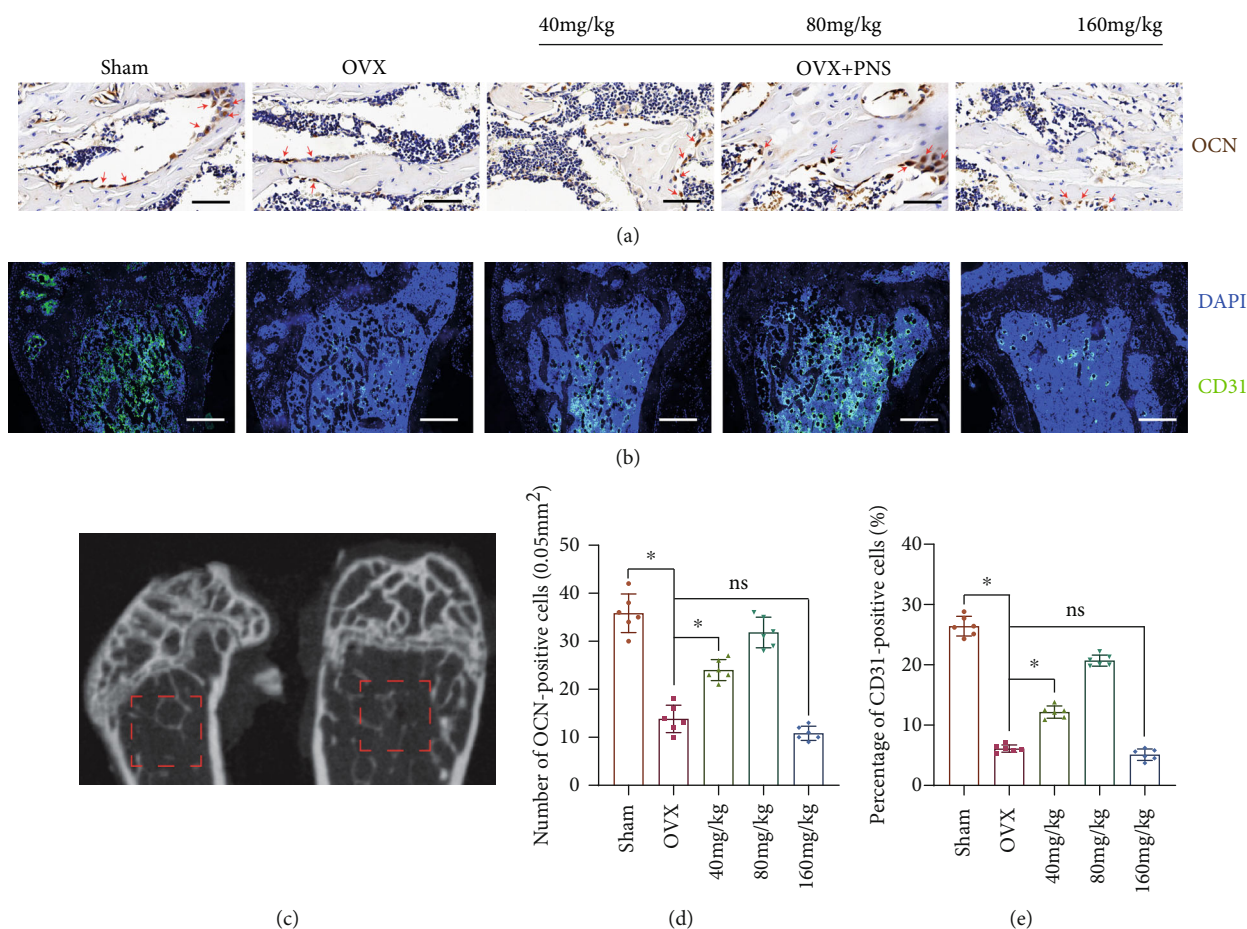 40mg/kg 80mg/kg 160mg/kg
Sham OVX OVX+PNS
OCN
(a)
DAPI
CD31
(b)
Number of OCN-positive cells (0.05mm²)
50
40
30
20
10
0
*
*
ns
Sham
OVX
40mg/kg
80mg/kg
160mg/kg
Percentage of CD31-positive cells (%)
40
30
20
10
0
*
*
ns
Sham
OVX
40mg/kg
80mg/kg
160mg/kg
(c) (d) (e)